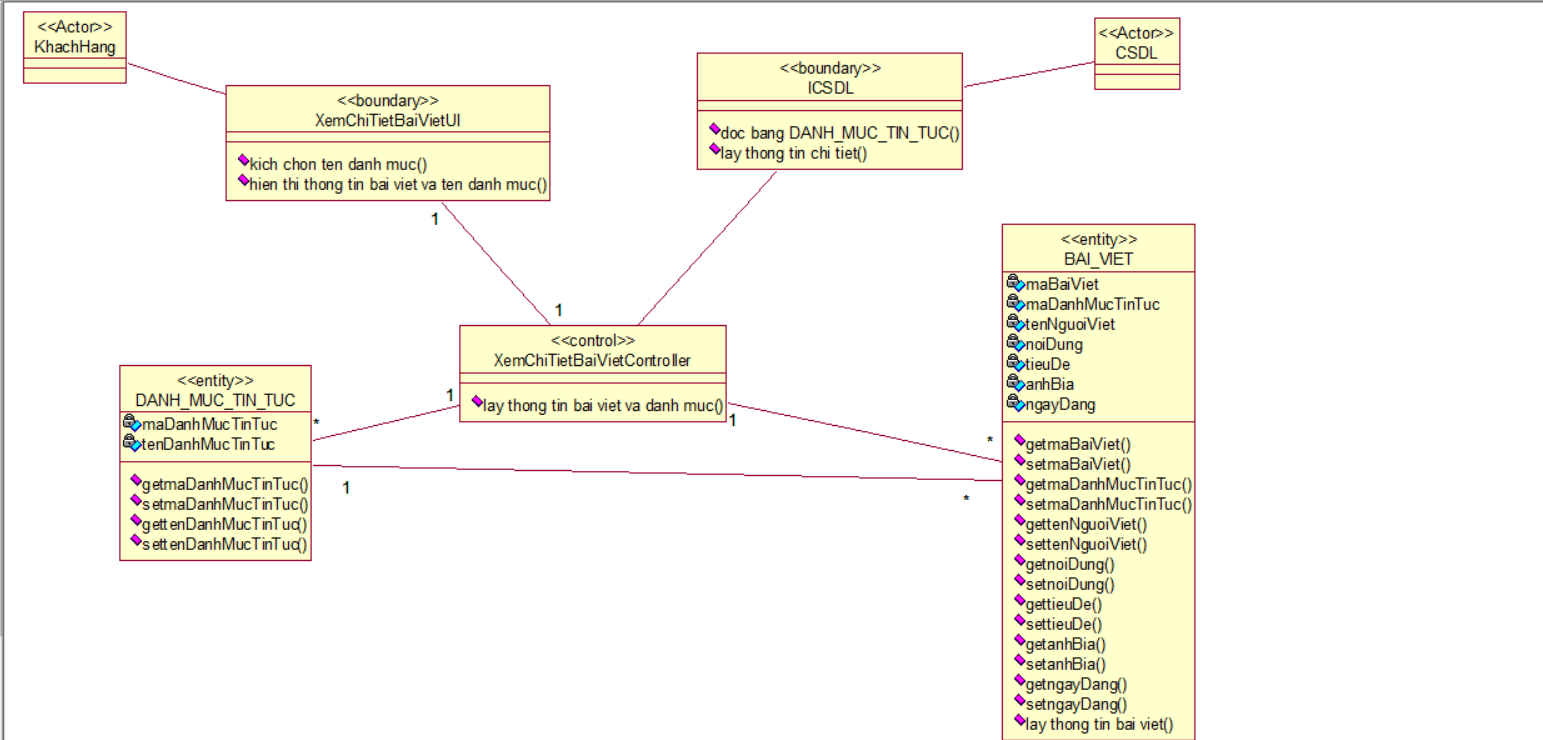 <<Actor>>
KhachHang
<<boundary>>
XemChiTietBaiVietUI
kich chon ten danh muc()
hien thi thong tin bai viet va ten danh muc()
1
<<boundary>>
ICSDL
doc bang DANH_MUC_TIN_TUC()
lay thong tin chi tiet()
<<Actor>>
CSDL
1
<<control>>
XemChiTietBaiVietController
lay thong tin bai viet va danh muc()
1
1
<<entity>>
DANH_MUC_TIN_TUC
maDanhMucTinTuc
tenDanhMucTinTuc
getmaDanhMucTinTuc()
setmaDanhMucTinTuc()
gettenDanhMucTinTuc()
settenDanhMucTinTuc()
*
1
*
*
<<entity>>
BAI_VIET
maBaiViet
maDanhMucTinTuc
tenNguoiViet
noiDung
tieuDe
anhBia
ngayDang
getmaBaiViet()
setmaBaiViet()
getmaDanhMucTinTuc()
setmaDanhMucTinTuc()
gettenNguoiViet()
settenNguoiViet()
getnoiDung()
setnoiDung()
gettieuDe()
settieuDe()
getanhBia()
setanhBia()
getngayDang()
setngayDang()
lay thong tin bai viet()